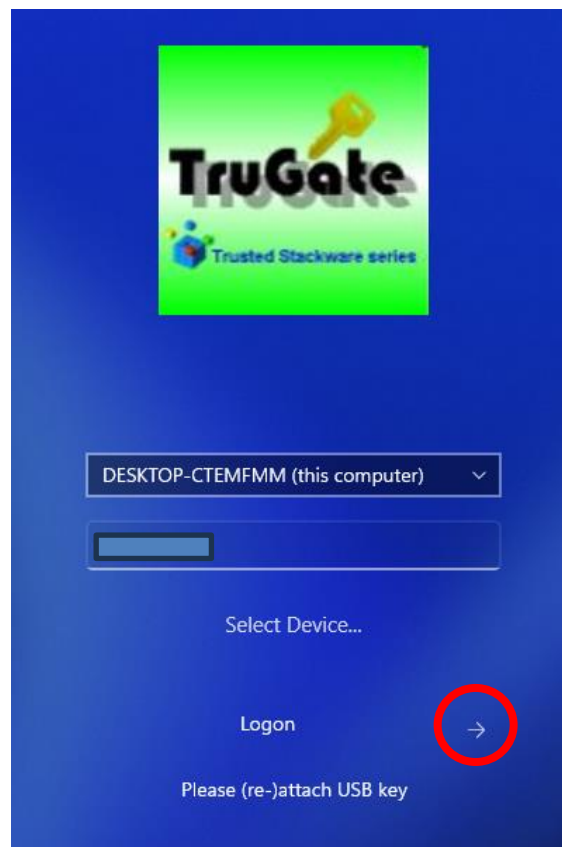 TruGate
Trusted Stackware series
DESKTOP-CTEMFMM (this computer)
Select Device...
Logon
Please (re-)attach USB key